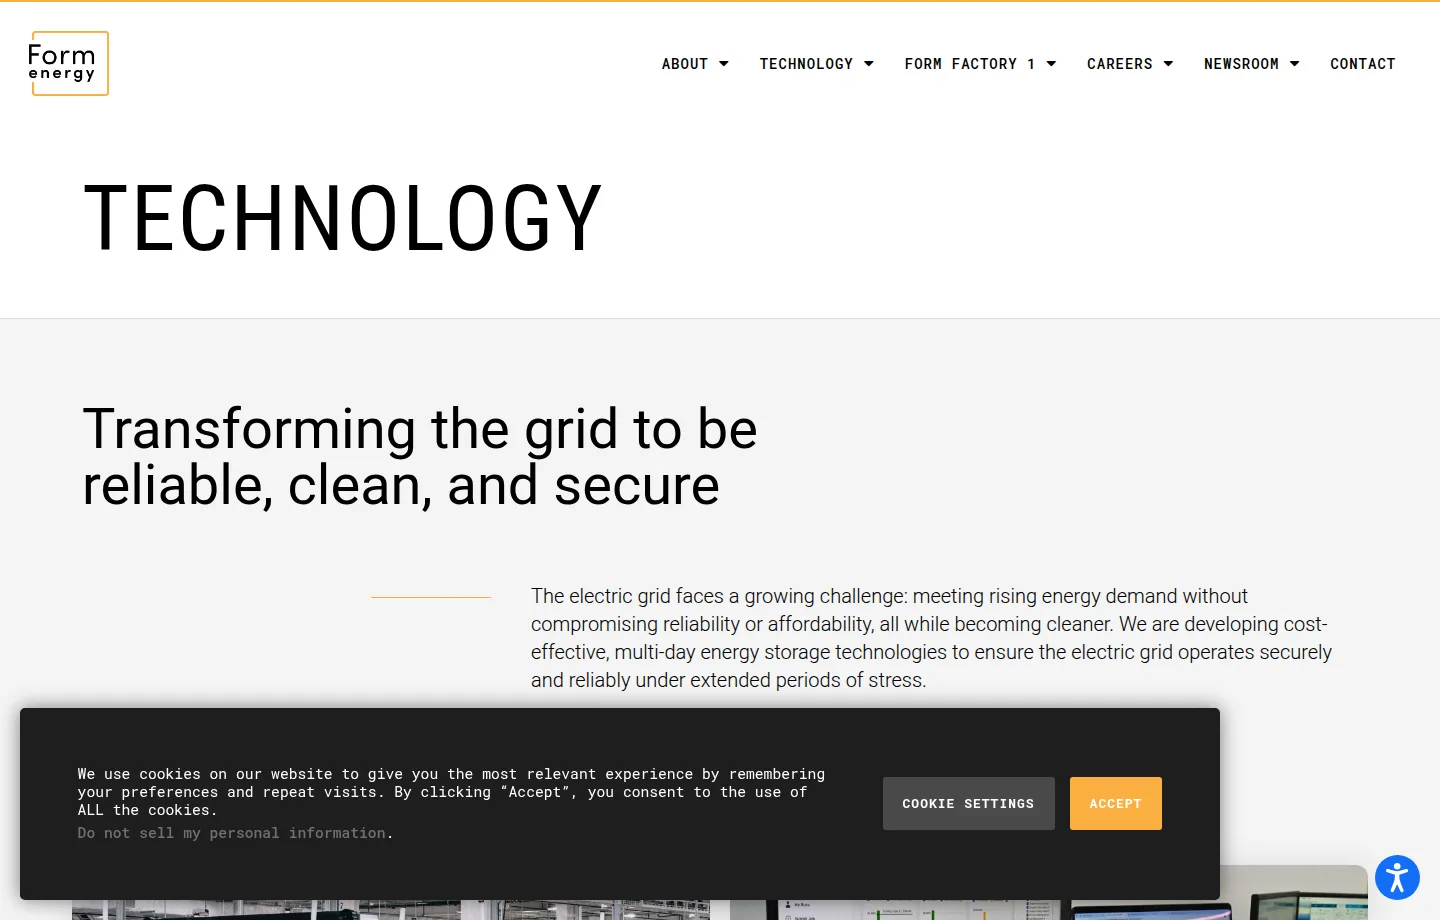 Form
energy
ABOUT
TECHNOLOGY
FORM FACTORY 1
CAREERS
NEWSROOM
CONTACT
TECHNOLOGY
Transforming the grid to be
reliable, clean, and secure
The electric grid faces a growing challenge: meeting rising energy demand without
compromising reliability or affordability, all while becoming cleaner. We are developing cost-
effective, multi-day energy storage technologies to ensure the electric grid operates securely
and reliably under extended periods of stress.
We use cookies on our website to give you the most relevant experience by remembering
your preferences and repeat visits. By clicking “Accept”, you consent to the use of
ALL the cookies.
Do not sell my personal information.
COOKIE SETTINGS
ACCEPT